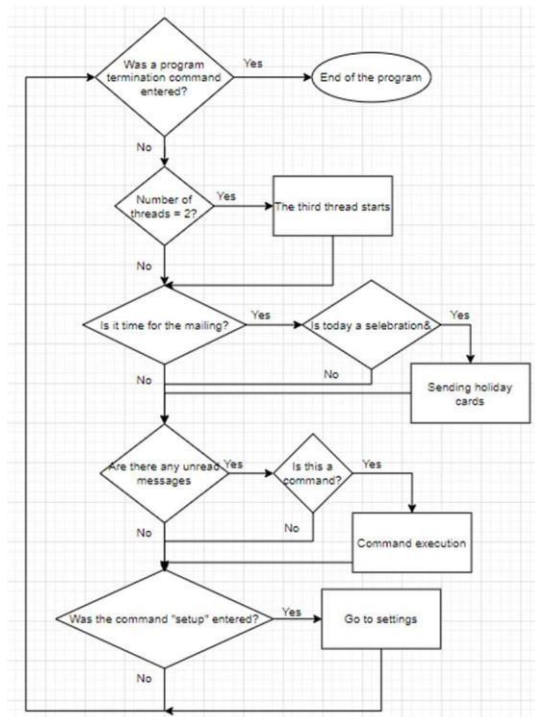 Was a program
termination command
entered?
Yes
End of the program
No
Number of
threads = 2?
Yes
The third thread starts
No
Is it time for the mailing?
Yes
Is today a selebration&
Yes
No
No
Sending holiday
cards
Are there any unread
messages
Yes
Is this a
command?
Yes
No
No
Command execution
Was the command "setup" entered?
Yes
Go to settings
No